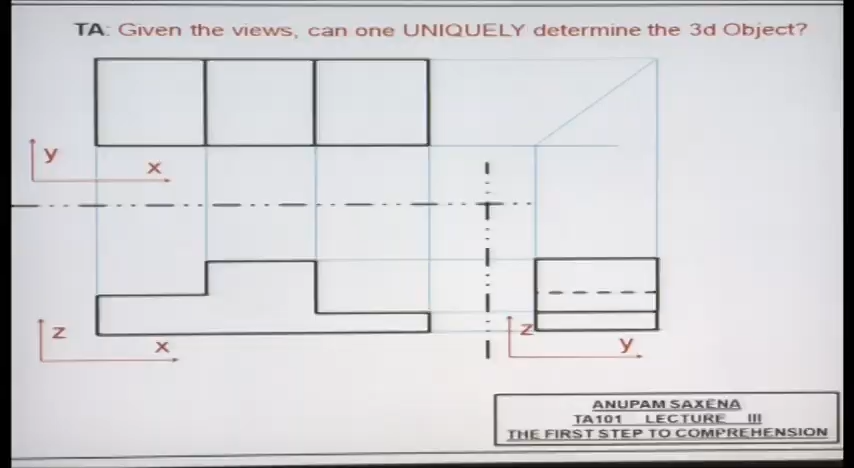 TA: Given the views, can one UNIQUELY determine the 3d Object?
y
x
z
x
z
y
ANUPAM SAXENA
TA101 LECTURE III
THE FIRST STEP TO COMPREHENSION